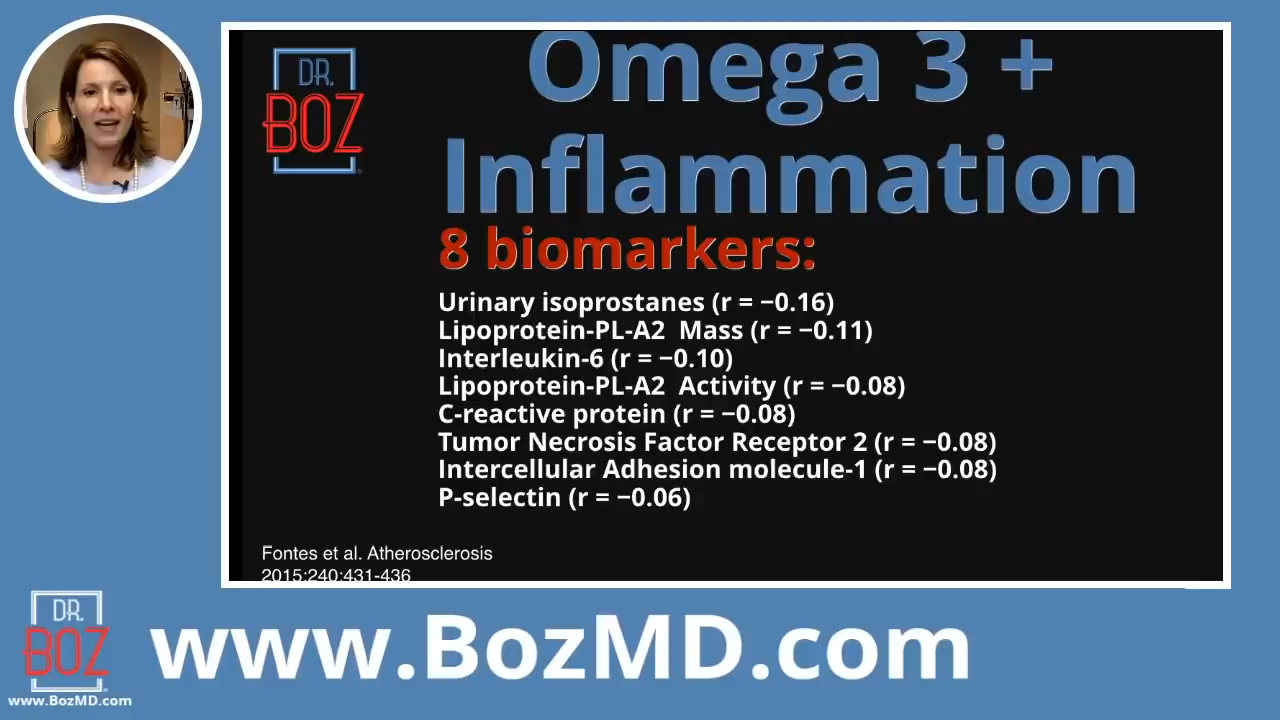 DR.
BOZ
Omega 3 +
Inflammation
8 biomarkers:
Urinary isoprostanes (r = −0.16)
Lipoprotein-PL-A2 Mass (r = −0.11)
Interleukin-6 (r = −0.10)
Lipoprotein-PL-A2 Activity (r = −0.08)
C-reactive protein (r = −0.08)
Tumor Necrosis Factor Receptor 2 (r = −0.08)
Intercellular Adhesion molecule-1 (r = −0.08)
P-selectin (r = −0.06)
Fontes et al. Atherosclerosis
2015;240:431-436
DR.
BOZ
www.BozMD.com
www.BozMD.com